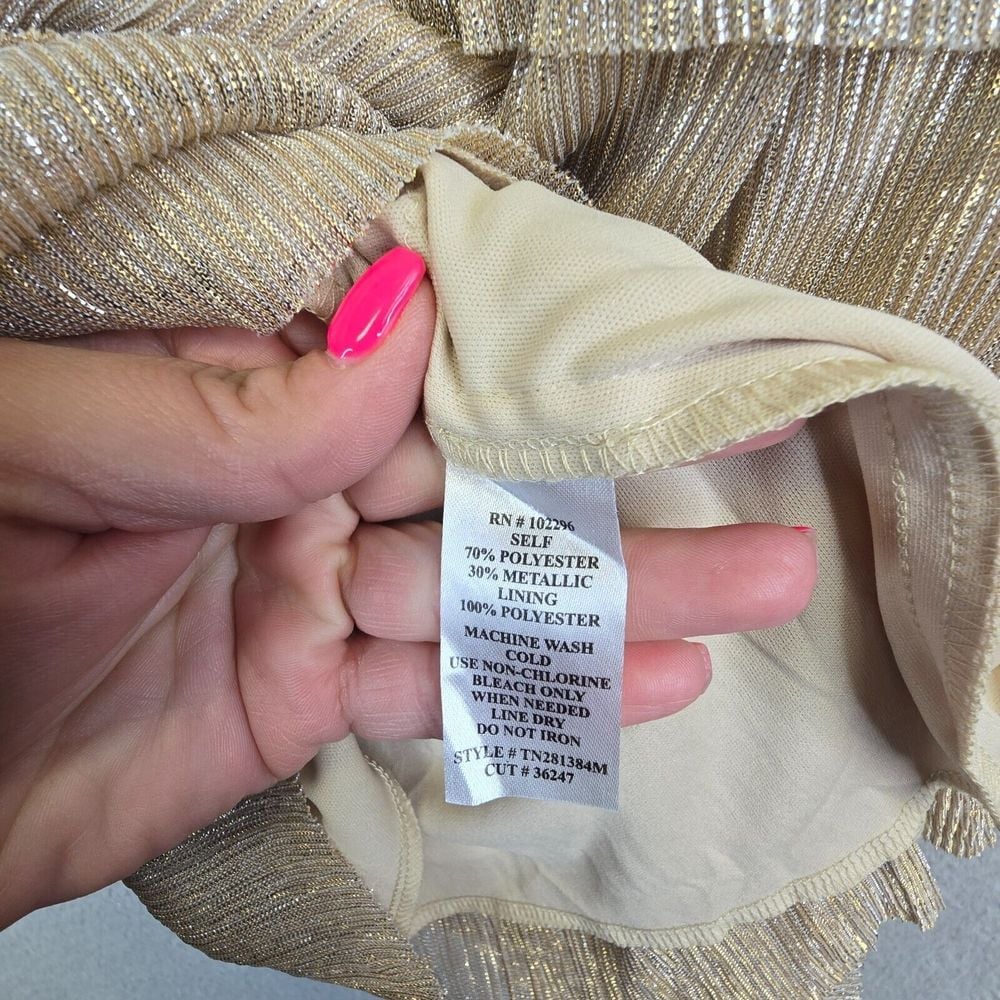 RN # 102296
SELF
70% POLYESTER
30% METALLIC
LINING
100% POLYESTER
MACHINE WASH
COLD
USE NON-CHLORINE
BLEACH ONLY
WHEN NEEDED
LINE DRY
DO NOT IRON
STYLE # TN281384M
CUT # 36247